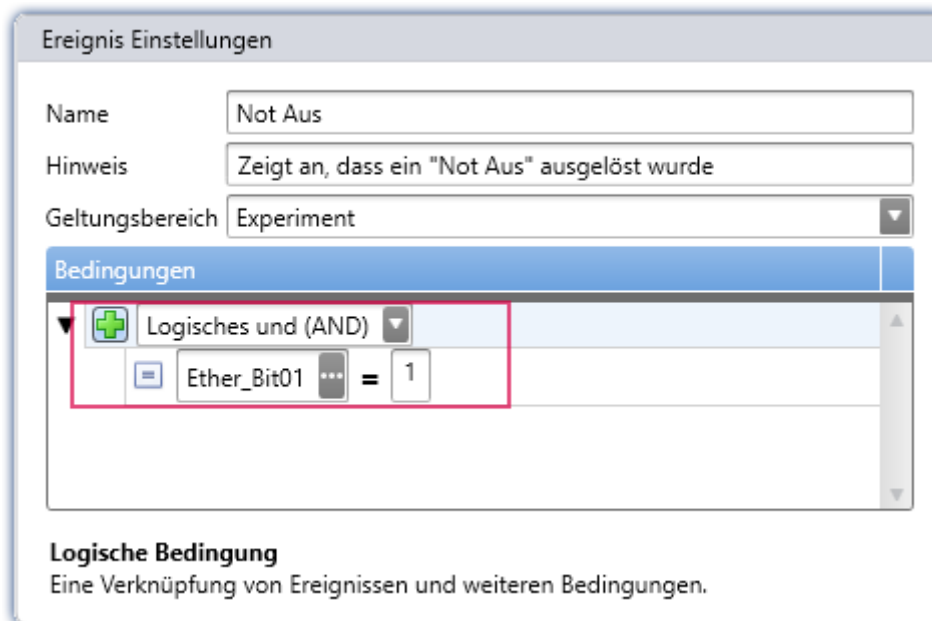 Ereignis Einstellungen
Name Not Aus
Hinweis Zeigt an, dass ein "Not Aus" ausgelöst wurde
Geltungsbereich Experiment
Bedingungen
Logisches und (AND)
Ether_Bit01 ... = 1
Logische Bedingung
Eine Verknüpfung von Ereignissen und weiteren Bedingungen.